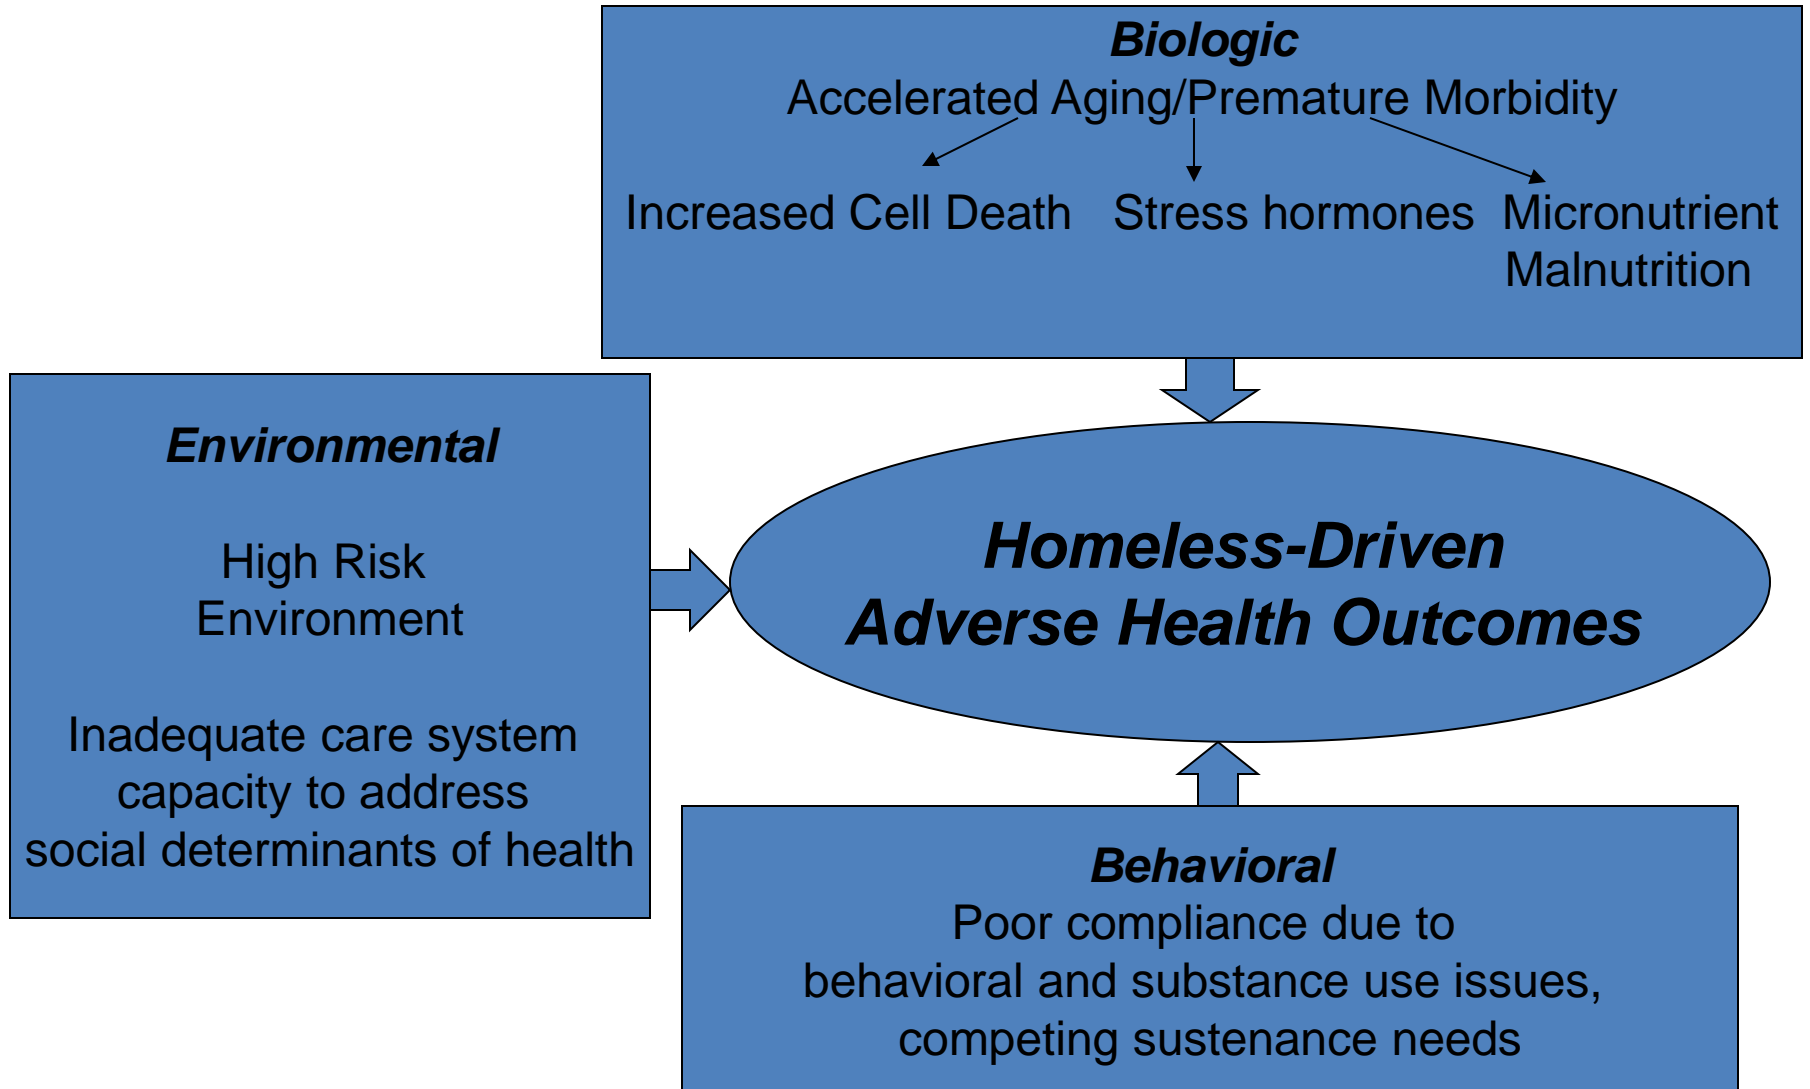 Biologic
Accelerated Aging/Premature Morbidity
Increased Cell Death Stress hormones Micronutrient
Malnutrition
Environmental
High Risk
Environment
Inadequate care system
capacity to address
social determinants of health
Homeless-Driven
Adverse Health Outcomes
Behavioral
Poor compliance due to
behavioral and substance use issues,
competing sustenance needs